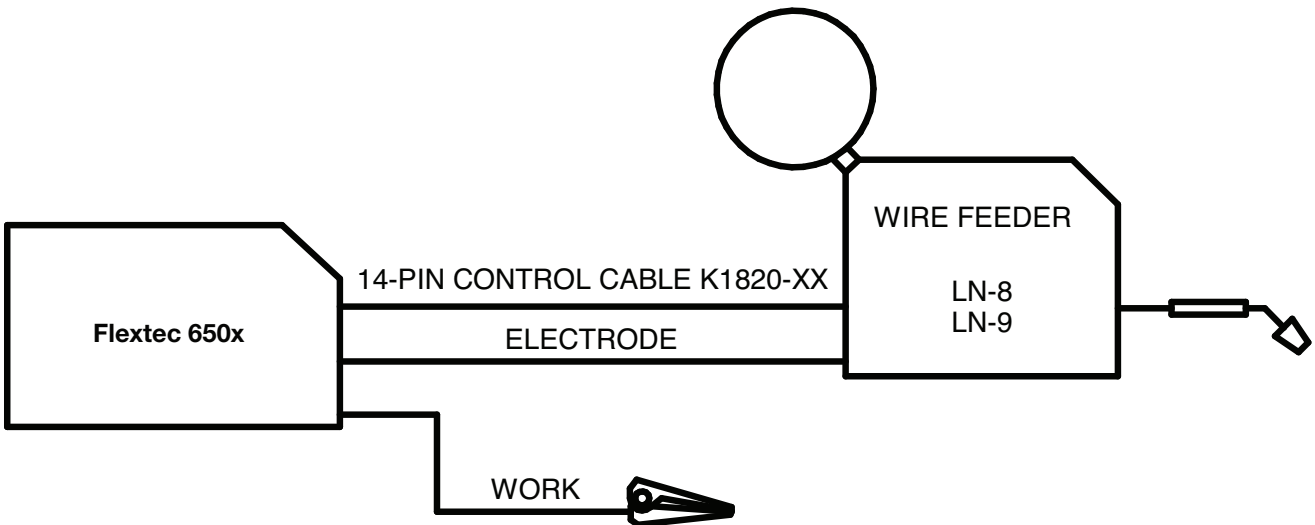 WIRE FEEDER
14-PIN CONTROL CABLE K1820-XX
LN-8
Flextec 650x
ELECTRODE
LN-9
WORK